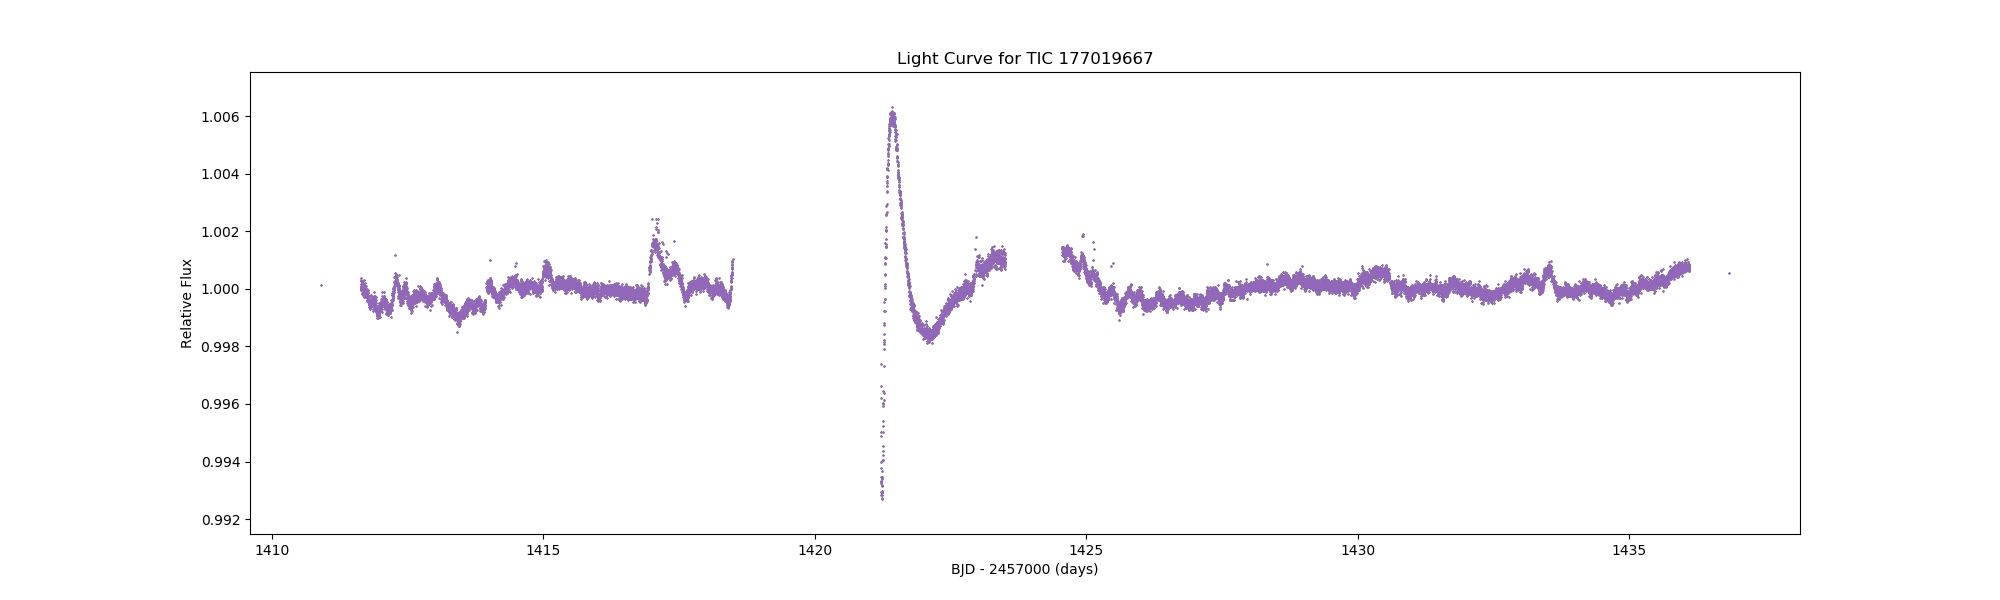 Light Curve for TIC 177019667
Relative Flux
1.006
1.004
1.002
1.000
0.998
0.996
0.994
0.992
1410 1415 1420 1425 1430 1435
BJD - 2457000 (days)